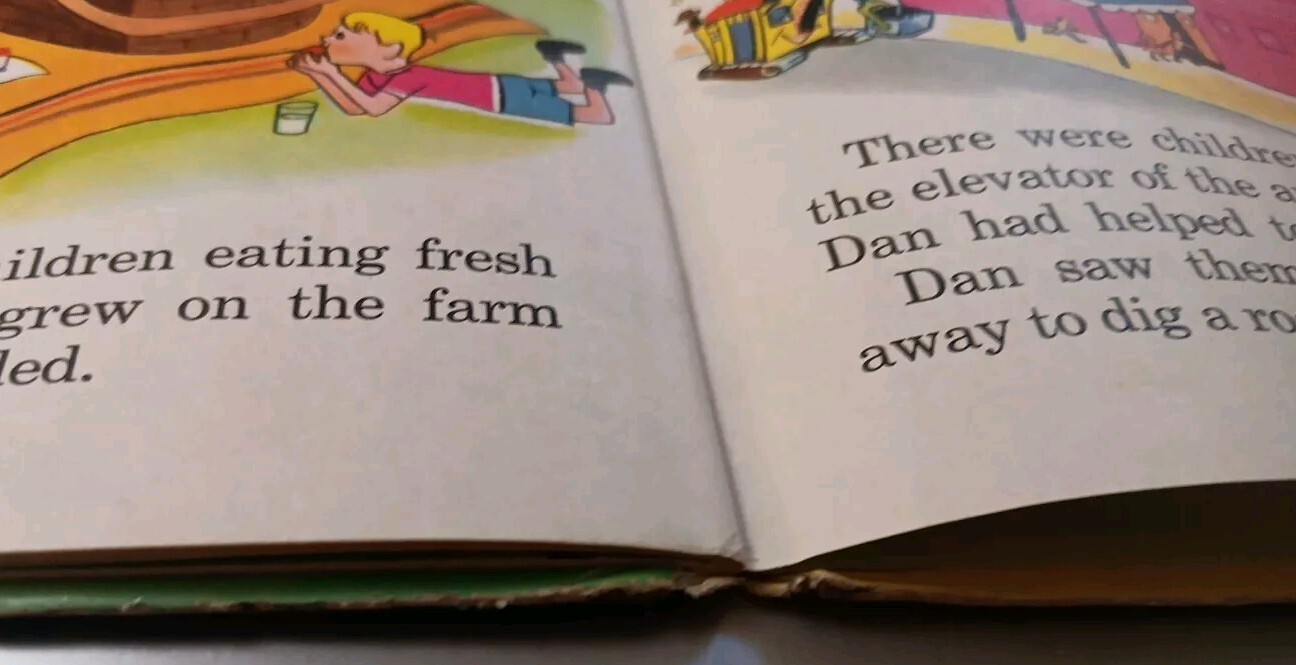 ildren eating fresh
grew on the farm
led.
There were childre
the elevator of the a
Dan had helped t
Dan saw them
away to dig a ro